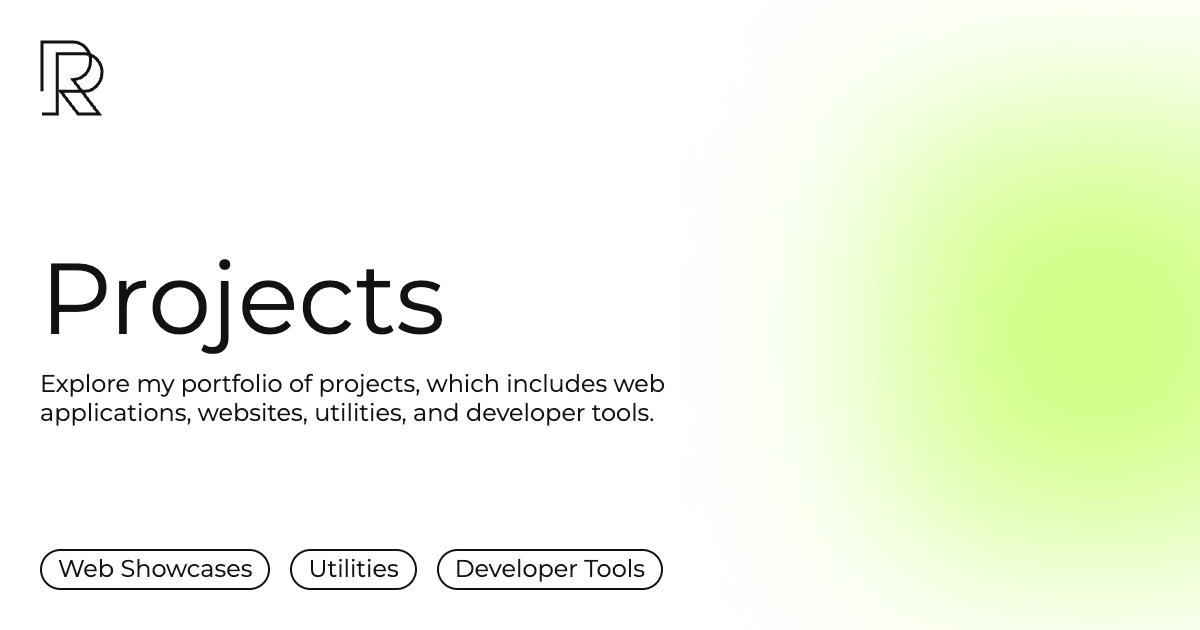 Projects
Explore my portfolio of projects, which includes web
applications, websites, utilities, and developer tools.
Web Showcases
Utilities
Developer Tools